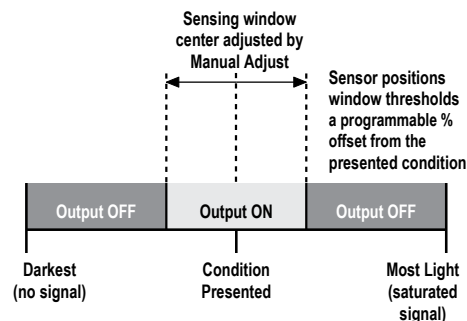 Sensing window
center adjusted by
Manual Adjust
Sensor positions
window thresholds
a programmable %
offset from the
presented condition
Output OFF
Output ON
Output OFF
Darkest
(no signal)
Condition
Presented
Most Light
(saturated
signal)